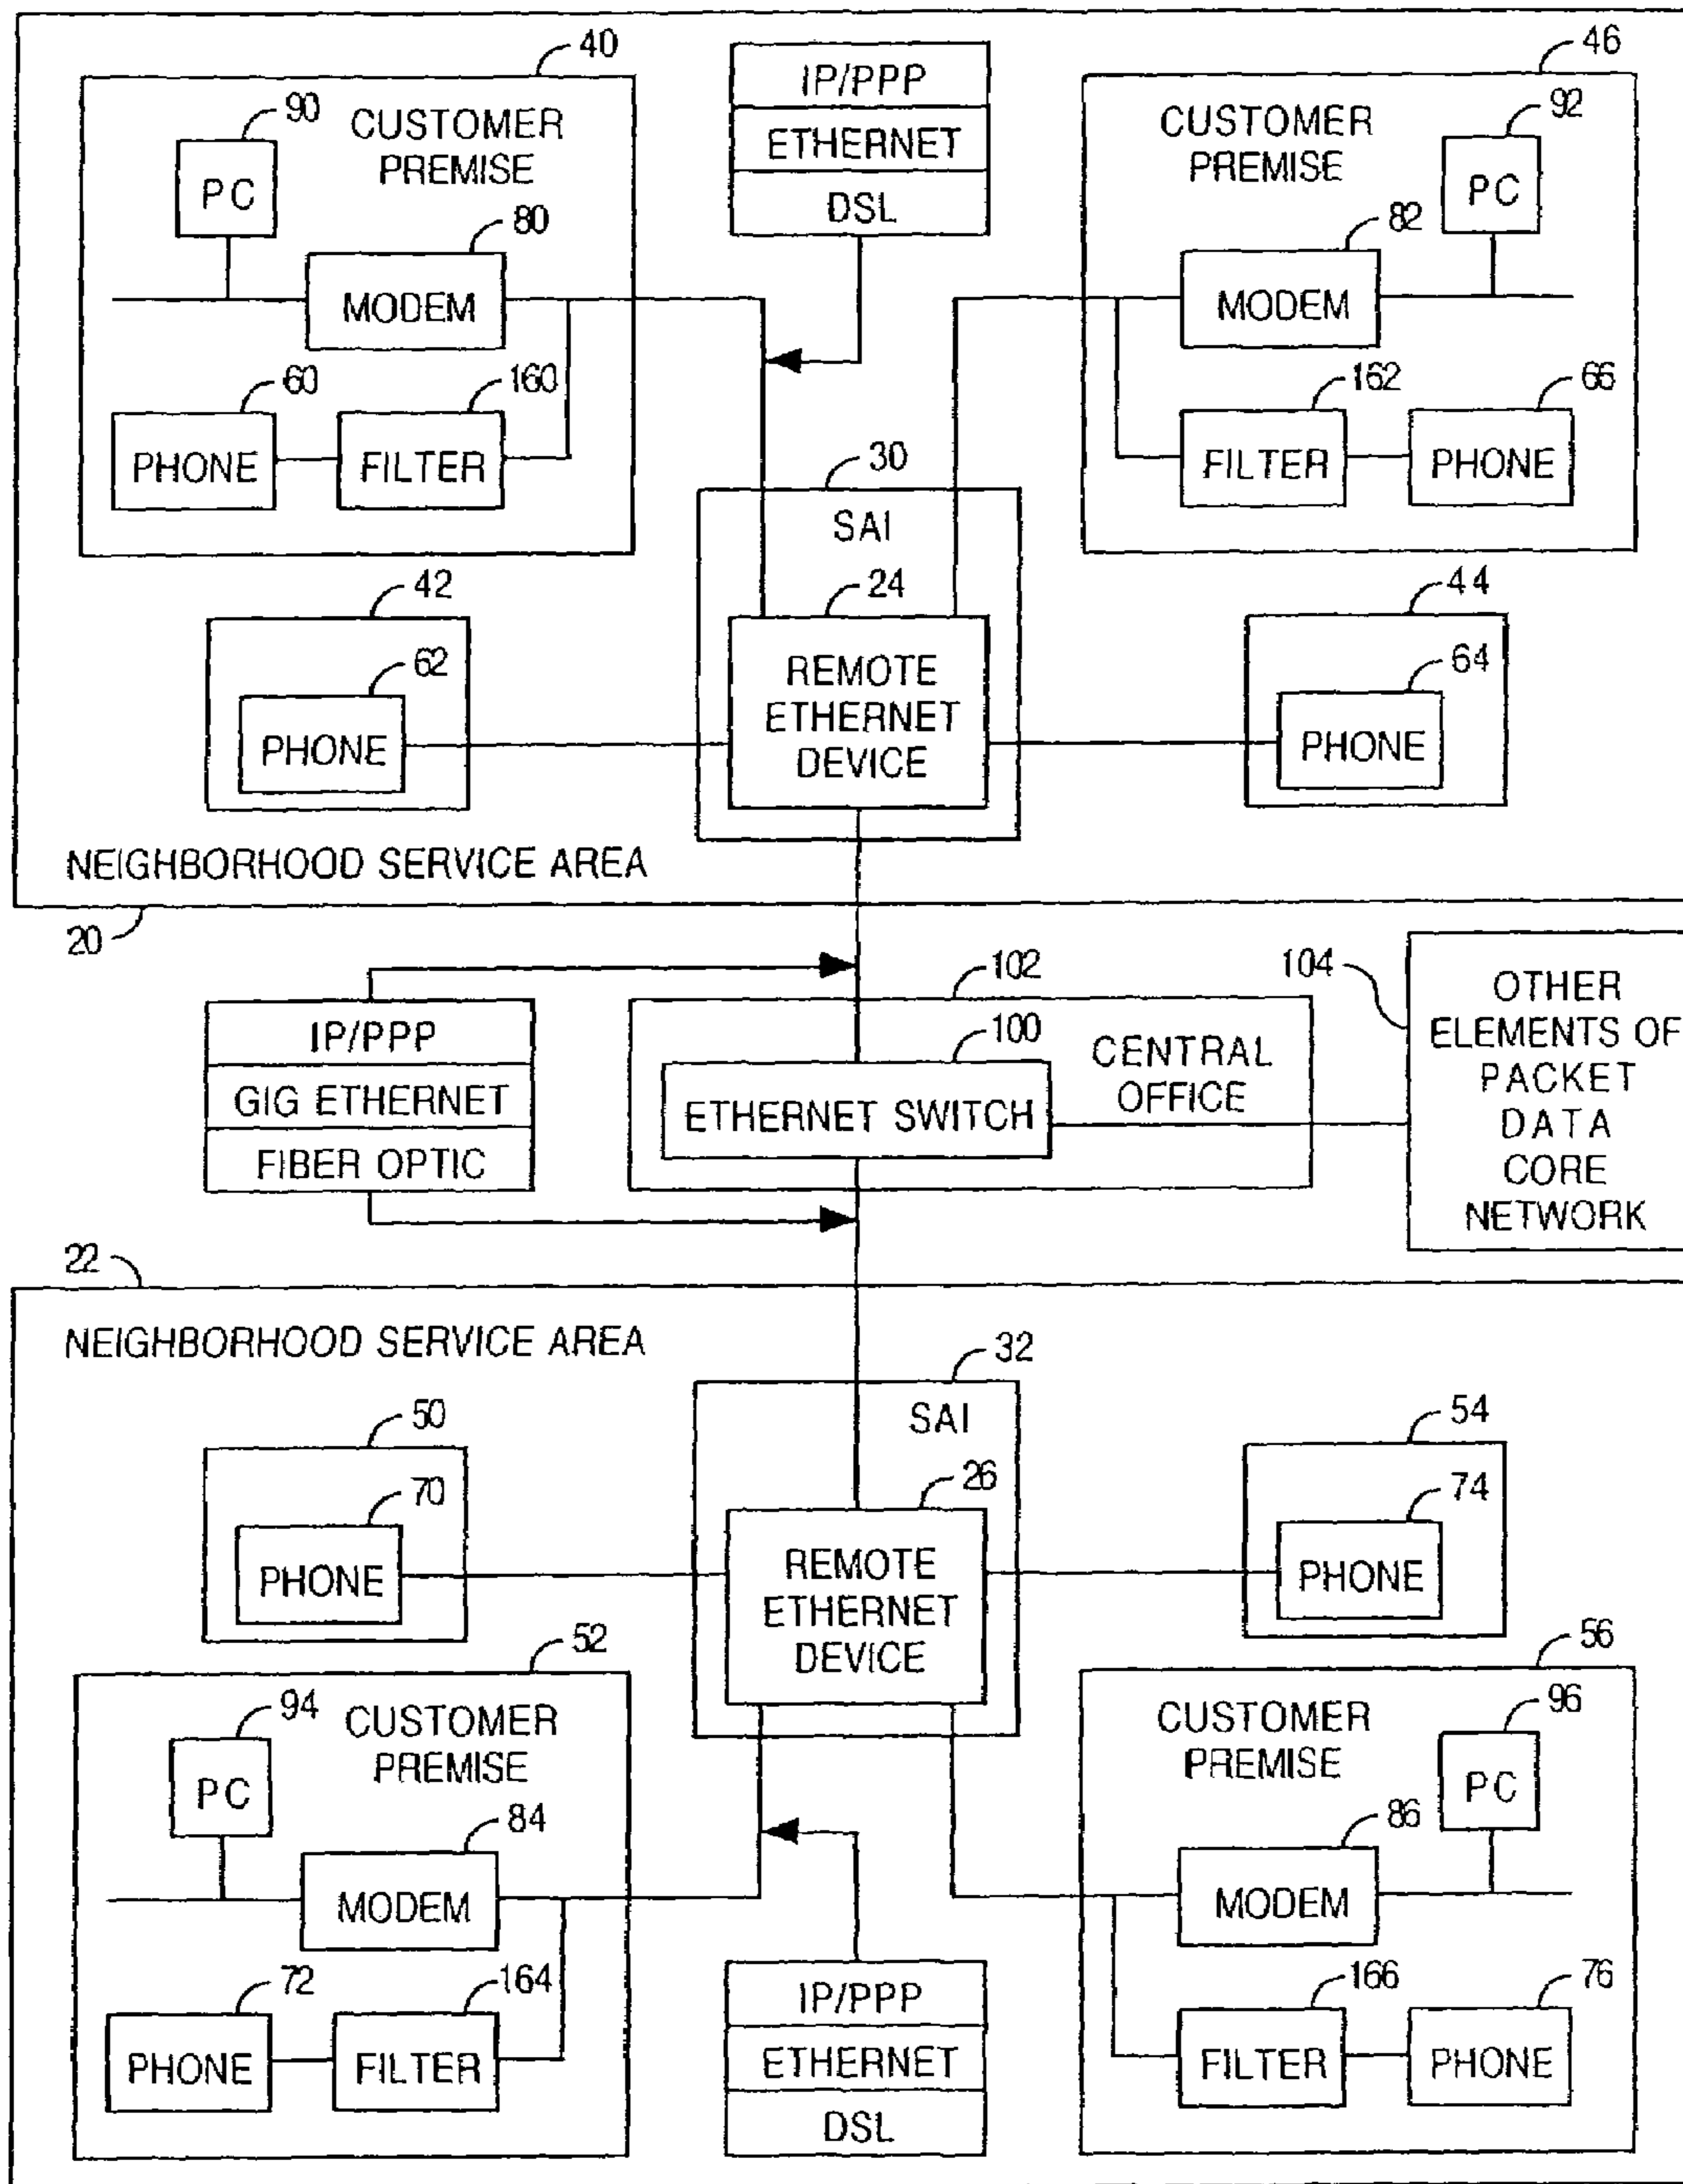 40
46
IP/PPP
ETHERNET
DSL
90
CUSTOMER
PREMISE
PC
80
MODEM
60
160
PHONE
FILTER
CUSTOMER
PREMISE
92
PC
82
MODEM
162
66
FILTER
PHONE
30
SAI
24
REMOTE
ETHERNET
DEVICE
42
62
PHONE
44
64
PHONE
NEIGHBORHOOD SERVICE AREA
20
IP/PPP
GIG ETHERNET
FIBER OPTIC
102
100
ETHERNET SWITCH
CENTRAL
OFFICE
104
OTHER
ELEMENTS OF
PACKET
DATA
CORE
NETWORK
22
NEIGHBORHOOD SERVICE AREA
32
SAI
26
REMOTE
ETHERNET
DEVICE
50
70
PHONE
54
74
PHONE
52
94
CUSTOMER
PREMISE
PC
84
MODEM
72
164
PHONE
FILTER
IP/PPP
ETHERNET
DSL
56
CUSTOMER
PREMISE
96
PC
86
MODEM
166
76
FILTER
PHONE